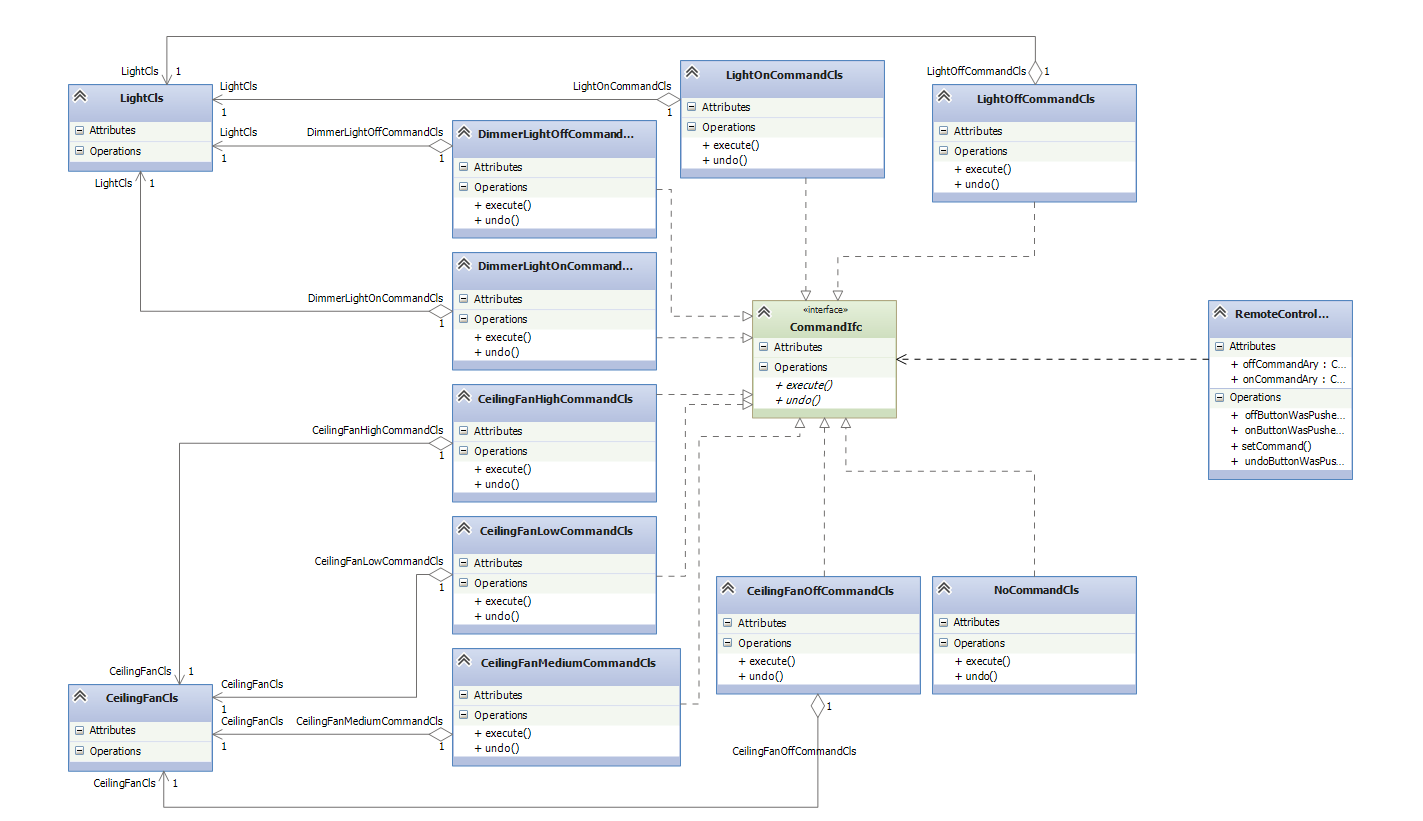 LightCls
1
LightOffCommandCls
1
LightCls
Attributes
Operations
LightCls
1
LightOnCommandCls
1
LightOnCommandCls
Attributes
Operations
+ execute()
+ undo()
LightOffCommandCls
Attributes
Operations
+ execute()
+ undo()
LightCls
1
DimmerLightOffCommandCls
1
DimmerLightOffCommand...
Attributes
Operations
+ execute()
+ undo()
LightCls
1
DimmerLightOnCommandCls
1
DimmerLightOnCommand...
Attributes
Operations
+ execute()
+ undo()
«interface»
CommandIfc
Attributes
Operations
+ execute()
+ undo()
RemoteControl...
Attributes
+ offCommandAry : C...
+ onCommandAry : C...
Operations
+ offButtonWasPushe...
+ onButtonWasPushe...
+ setCommand()
+ undoButtonWasPus...
CeilingFanHighCommandCls
1
CeilingFanHighCommandCls
Attributes
Operations
+ execute()
+ undo()
CeilingFanLowCommandCls
1
CeilingFanLowCommandCls
Attributes
Operations
+ execute()
+ undo()
CeilingFanOffCommandCls
Attributes
Operations
+ execute()
+ undo()
NoCommandCls
Attributes
Operations
+ execute()
+ undo()
CeilingFanCls
1
CeilingFanCls
1
CeilingFanCls
Attributes
Operations
CeilingFanCls
1
CeilingFanMediumCommandCls
1
CeilingFanMediumCommandCls
Attributes
Operations
+ execute()
+ undo()
1
CeilingFanOffCommandCls
CeilingFanCls
1